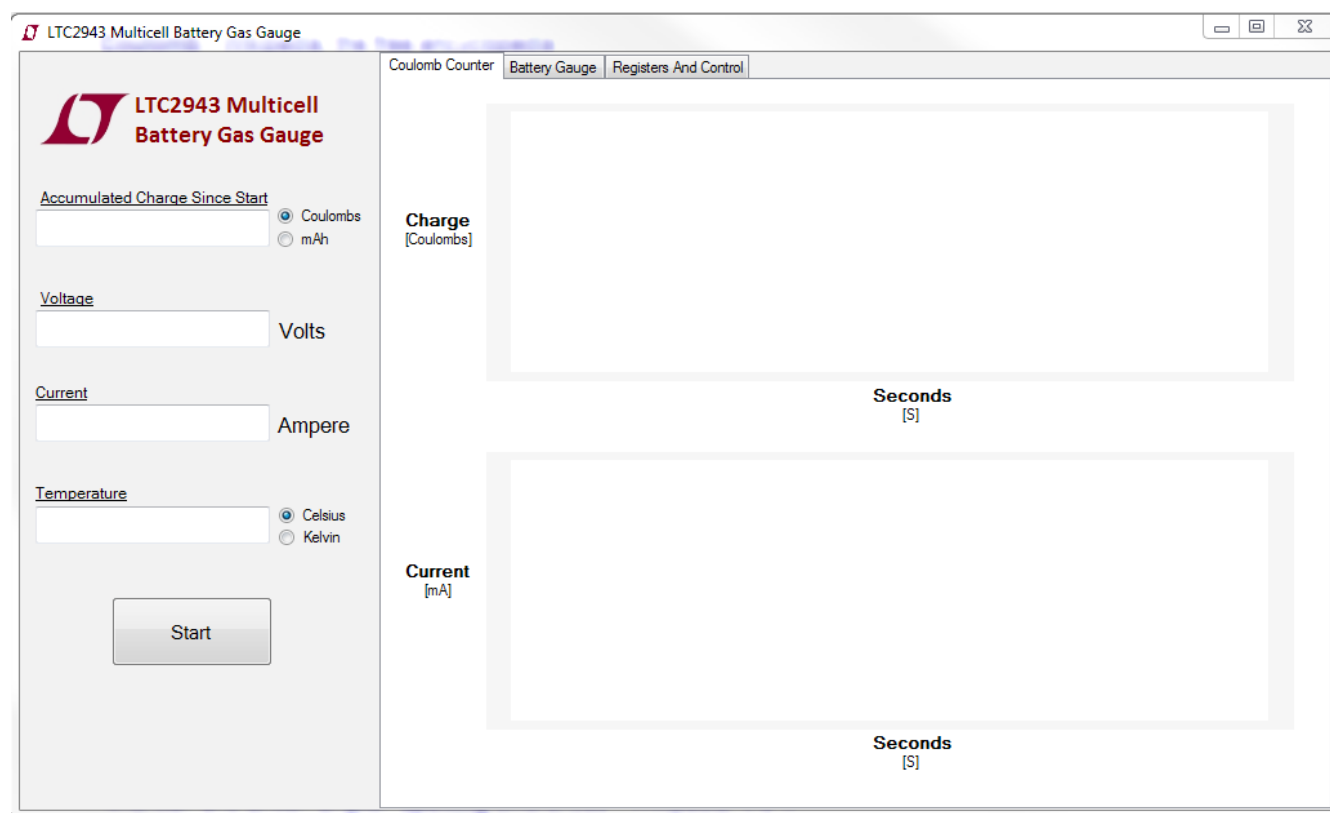 LTC2943 Multicell Battery Gas Gauge
Coulomb Counter
Battery Gauge
Registers And Control
LTC2943 Multicell
Battery Gas Gauge
Accumulated Charge Since Start
Coulombs
mAh
Voltage
Volts
Current
Ampere
Temperature
Celsius
Kelvin
Start
Charge
[Coulombs]
Seconds
[S]
Current
[mA]
Seconds
[S]